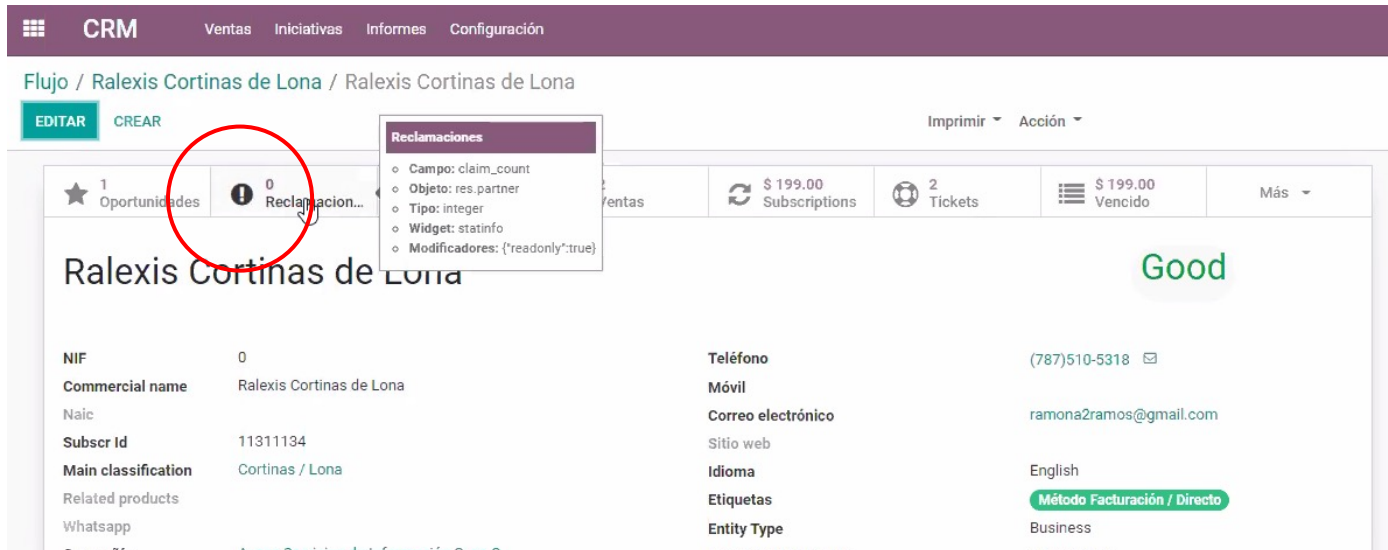 CRM Ventas Iniciativas Informes Configuración
Flujo / Ralexis Cortinas de Lona / Ralexis Cortinas de Lona
EDITAR CREAR Imprimir Acción
Reclamaciones
Campo: claim_count
Objeto: res.partner
Tipo: integer
Widget: statinfo
Modificadores: {"readonly":true}
1 Oportunidades
0 Reclamacion...
Ventas
$ 199.00 Subscriptions
2 Tickets
$ 199.00 Vencido
Más
Ralexis Cortinas de Lona
Good
NIF 0
Commercial name Ralexis Cortinas de Lona
Naic
Subscr Id 11311134
Main classification Cortinas / Lona
Related products
Whatsapp
Teléfono (787)510-5318
Móvil
Correo electrónico ramona2ramos@gmail.com
Sitio web
Idioma English
Etiquetas Método Facturación / Directo
Entity Type Business